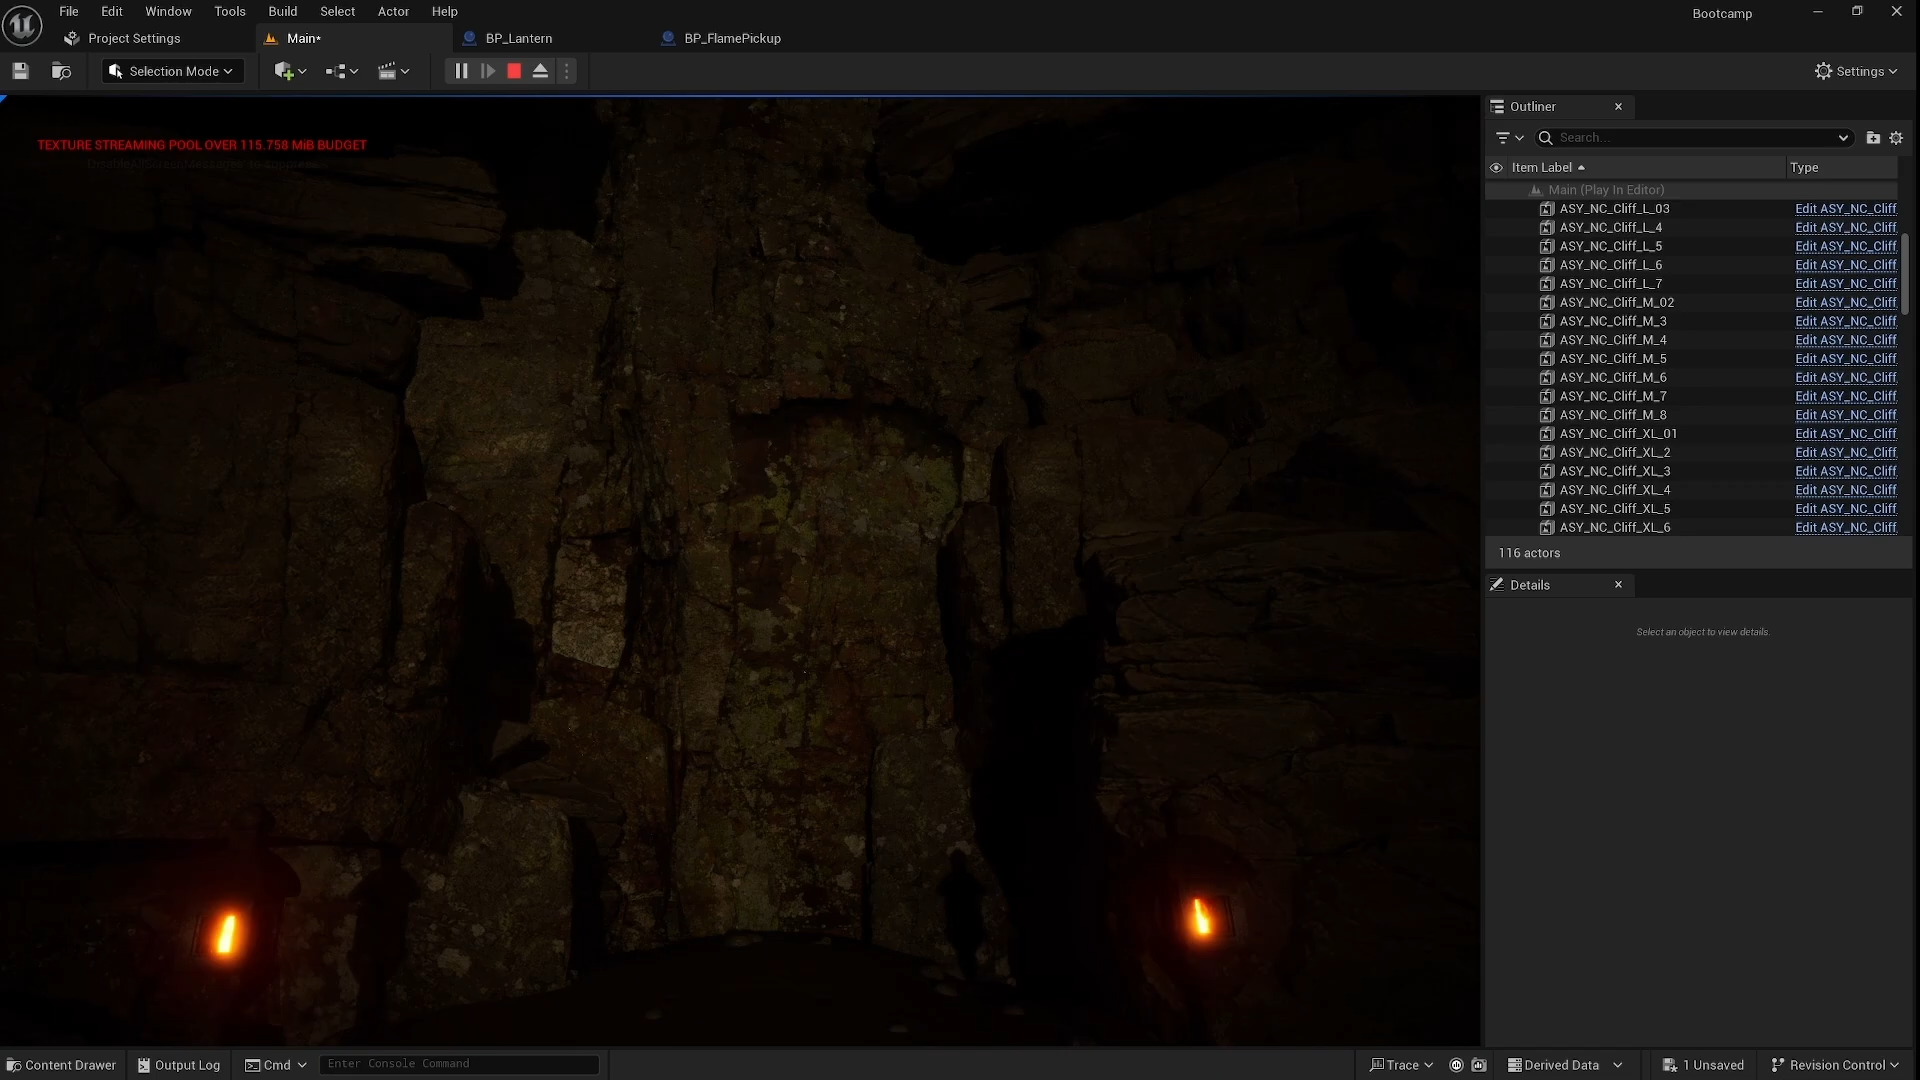 File Edit Window Tools Build Select Actor Help
Bootcamp
Project Settings
Main*
BP_Lantern
BP_FlamePickup
Selection Mode
Settings
TEXTURE STREAMING POOL OVER 115.758 MiB BUDGET
DisableAllScreenMessages to suppress
Outliner
Search...
Item Label
Type
Main (Play In Editor)
ASY_NC_Cliff_L_03 Edit ASY_NC_Cliff
ASY_NC_Cliff_L_4 Edit ASY_NC_Cliff
ASY_NC_Cliff_L_5 Edit ASY_NC_Cliff
ASY_NC_Cliff_L_6 Edit ASY_NC_Cliff
ASY_NC_Cliff_L_7 Edit ASY_NC_Cliff
ASY_NC_Cliff_M_02 Edit ASY_NC_Cliff
ASY_NC_Cliff_M_3 Edit ASY_NC_Cliff
ASY_NC_Cliff_M_4 Edit ASY_NC_Cliff
ASY_NC_Cliff_M_5 Edit ASY_NC_Cliff
ASY_NC_Cliff_M_6 Edit ASY_NC_Cliff
ASY_NC_Cliff_M_7 Edit ASY_NC_Cliff
ASY_NC_Cliff_M_8 Edit ASY_NC_Cliff
ASY_NC_Cliff_XL_01 Edit ASY_NC_Cliff
ASY_NC_Cliff_XL_2 Edit ASY_NC_Cliff
ASY_NC_Cliff_XL_3 Edit ASY_NC_Cliff
ASY_NC_Cliff_XL_4 Edit ASY_NC_Cliff
ASY_NC_Cliff_XL_5 Edit ASY_NC_Cliff
ASY_NC_Cliff_XL_6 Edit ASY_NC_Cliff
116 actors
Details
Select an object to view details.
Content Drawer
Output Log
Cmd
Enter Console Command
Trace
Derived Data
1 Unsaved
Revision Control